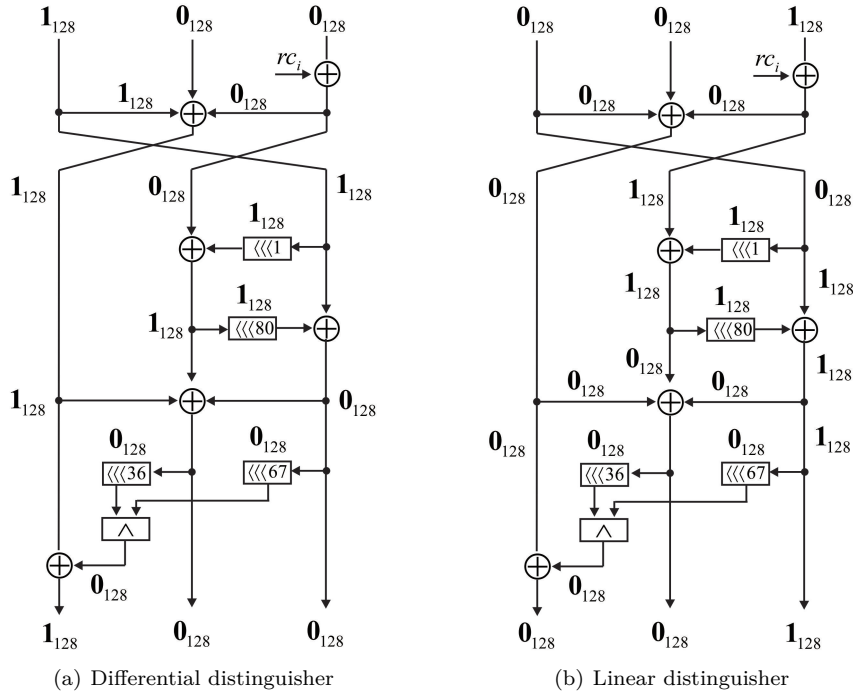 𝟏₁₂₈ 𝟎₁₂₈ 𝟎₁₂₈
rcᵢ
𝟏₁₂₈ 𝟎₁₂₈
𝟏₁₂₈ 𝟎₁₂₈ 𝟏₁₂₈
𝟏₁₂₈
⋘1
𝟏₁₂₈
𝟏₁₂₈ ⋘80
𝟏₁₂₈ 𝟎₁₂₈
𝟎₁₂₈ 𝟎₁₂₈
⋘36 ⋘67
∧
𝟎₁₂₈
𝟏₁₂₈ 𝟎₁₂₈ 𝟎₁₂₈
(a) Differential distinguisher
𝟎₁₂₈ 𝟎₁₂₈ 𝟏₁₂₈
rcᵢ
𝟎₁₂₈ 𝟎₁₂₈
𝟎₁₂₈ 𝟏₁₂₈ 𝟎₁₂₈
𝟏₁₂₈
⋘1
𝟏₁₂₈ 𝟏₁₂₈ 𝟏₁₂₈
⋘80
𝟎₁₂₈ 𝟏₁₂₈
𝟎₁₂₈ 𝟎₁₂₈
𝟎₁₂₈ 𝟎₁₂₈ 𝟎₁₂₈ 𝟏₁₂₈
⋘36 ⋘67
∧
𝟎₁₂₈
𝟎₁₂₈ 𝟎₁₂₈ 𝟏₁₂₈
(b) Linear distinguisher